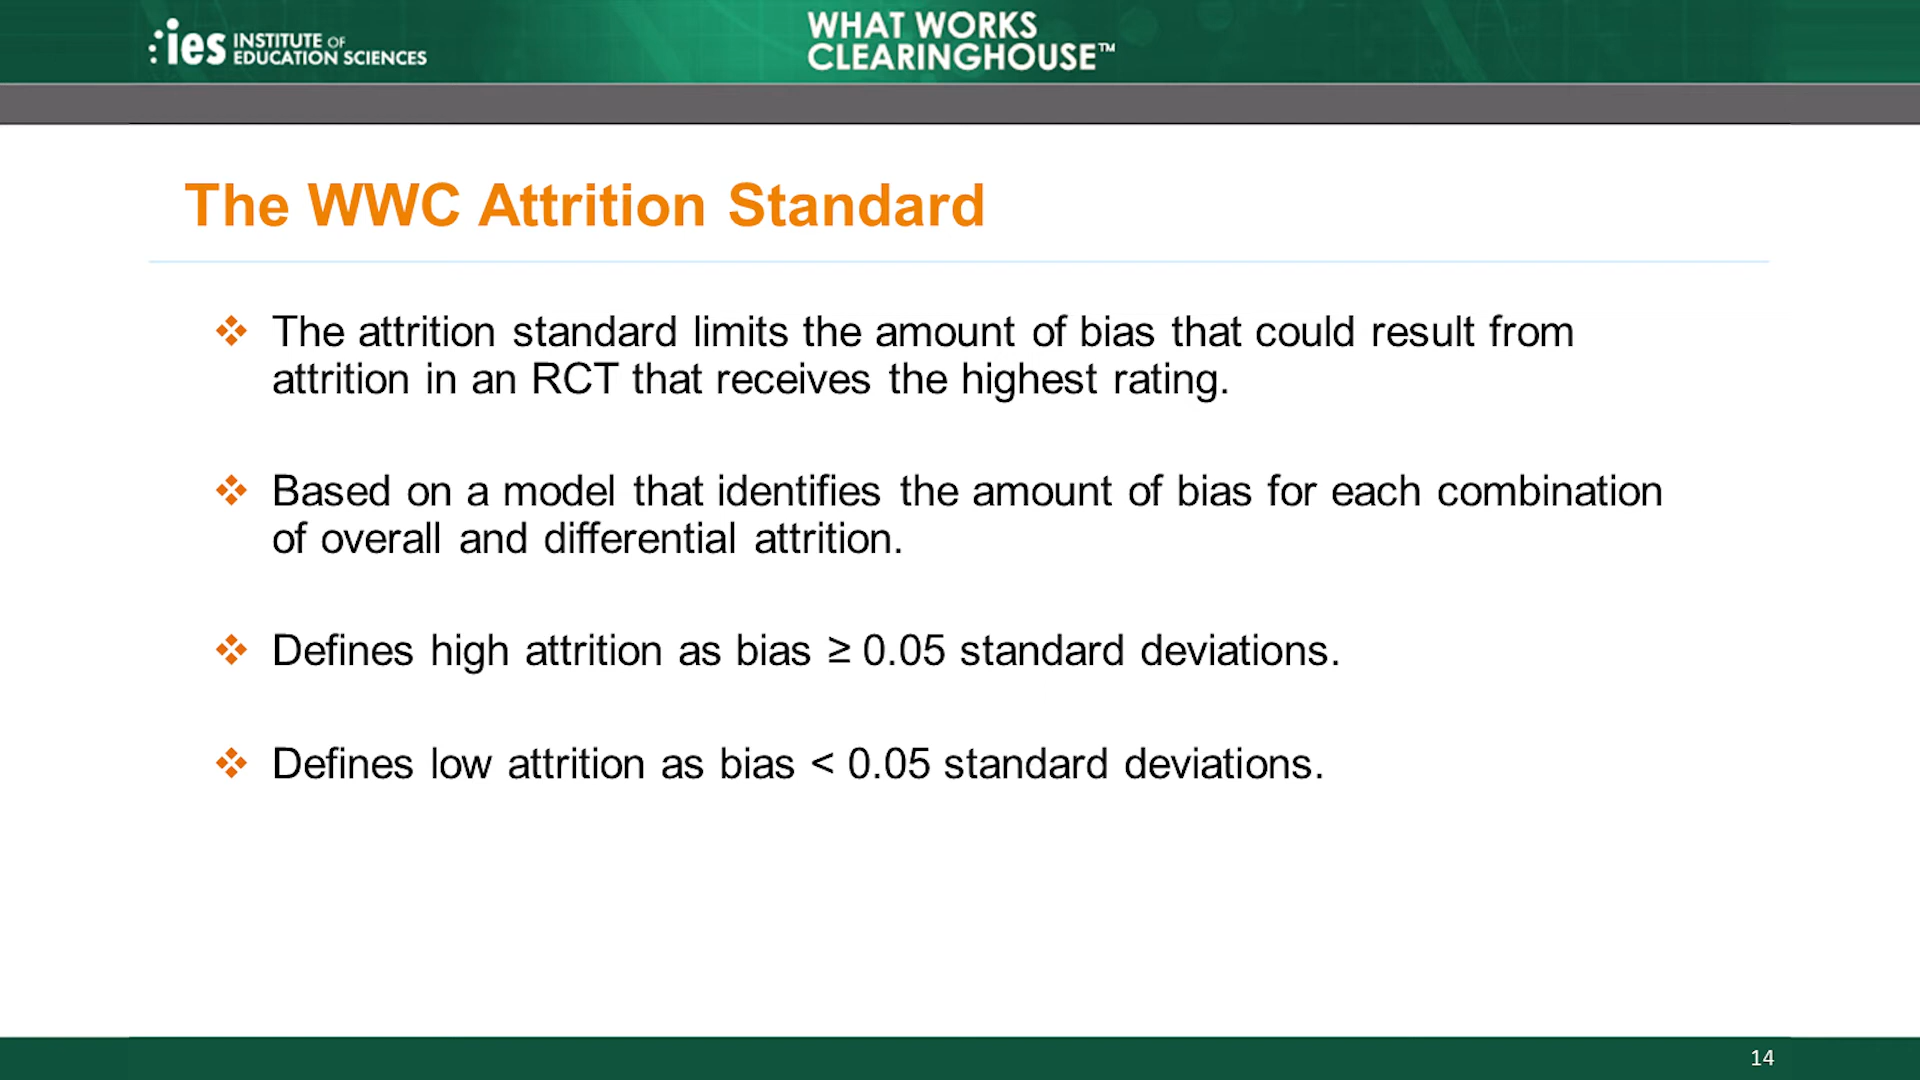 ies INSTITUTE OF
EDUCATION SCIENCES
WHAT WORKS
CLEARINGHOUSE™
The WWC Attrition Standard
The attrition standard limits the amount of bias that could result from
attrition in an RCT that receives the highest rating.
Based on a model that identifies the amount of bias for each combination
of overall and differential attrition.
Defines high attrition as bias ≥ 0.05 standard deviations.
Defines low attrition as bias < 0.05 standard deviations.
14